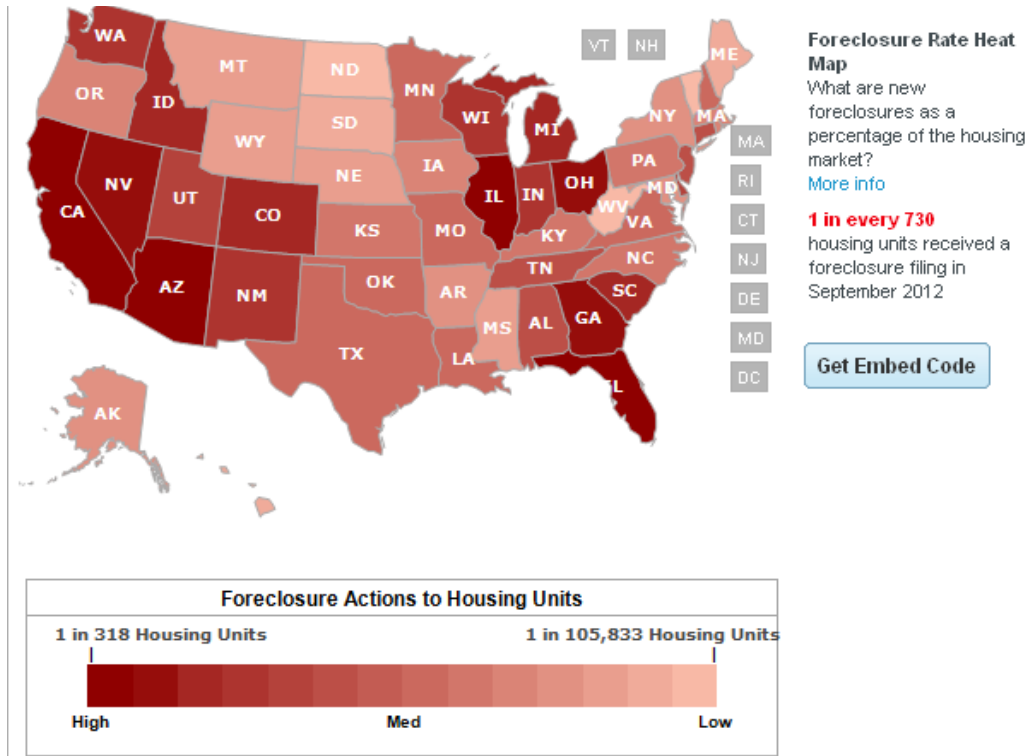 WA
MT
ND
MN
VT
NH
ME
OR
ID
SD
WI
MI
NY
MA
WY
IA
NE
PA
NV
UT
CO
IL
IN
OH
WV
MD
CA
KS
MO
KY
VA
AZ
NM
OK
AR
TN
NC
SC
MS
AL
GA
TX
LA
FL
AK
MA
RI
CT
NJ
DE
MD
DC
Foreclosure Rate Heat
Map
What are new
foreclosures as a
percentage of the housing
market?
More info
1 in every 730
housing units received a
foreclosure filing in
September 2012
Get Embed Code
Foreclosure Actions to Housing Units
1 in 318 Housing Units
1 in 105,833 Housing Units
High
Med
Low